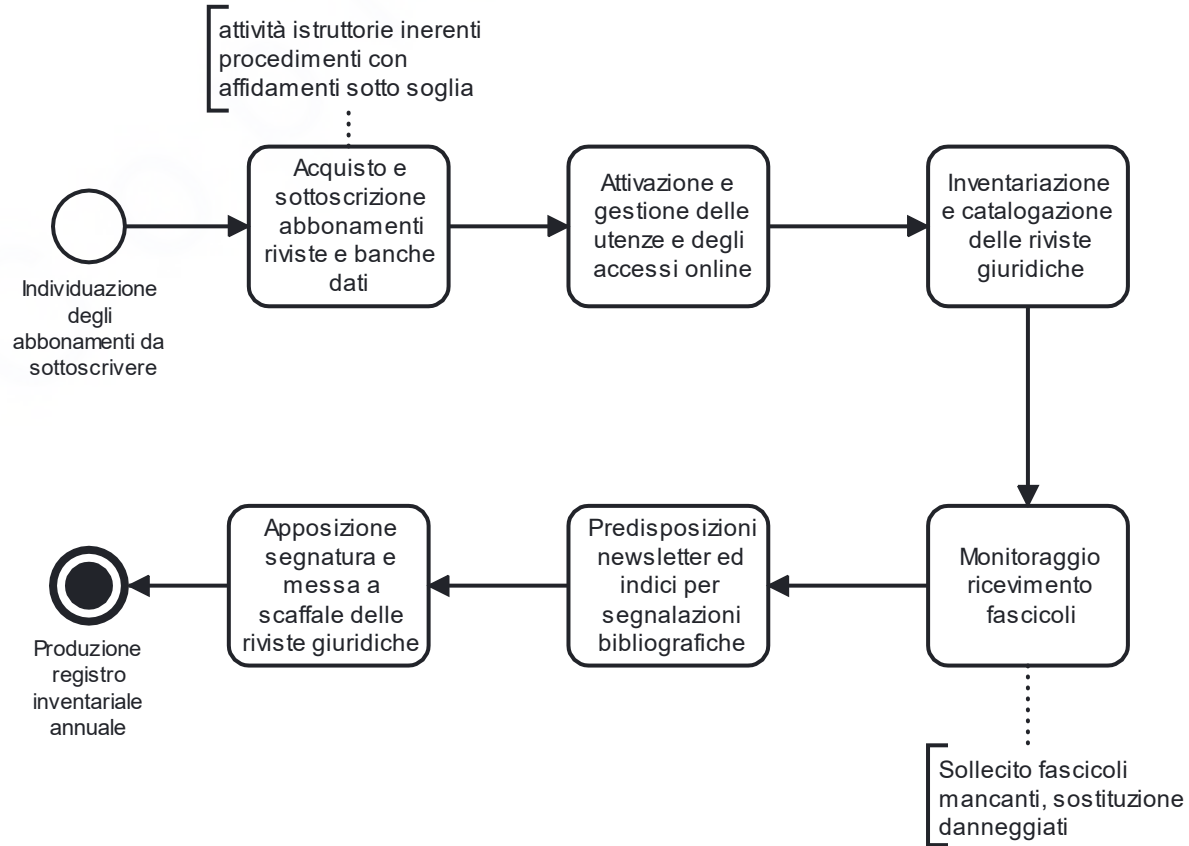 attività istruttorie inerenti
procedimenti con
affidamenti sotto soglia
Individuazione
degli
abbonamenti da
sottoscrivere
Acquisto e
sottoscrizione
abbonamenti
riviste e banche
dati
Attivazione e
gestione delle
utenze e degli
accessi online
Inventariazione
e catalogazione
delle riviste
giuridiche
Monitoraggio
ricevimento
fascicoli
Sollecito fascicoli
mancanti, sostituzione
danneggiati
Predisposizioni
newsletter ed
indici per
segnalazioni
bibliografiche
Apposizione
segnatura e
messa a
scaffale delle
riviste giuridiche
Produzione
registro
inventariale
annuale